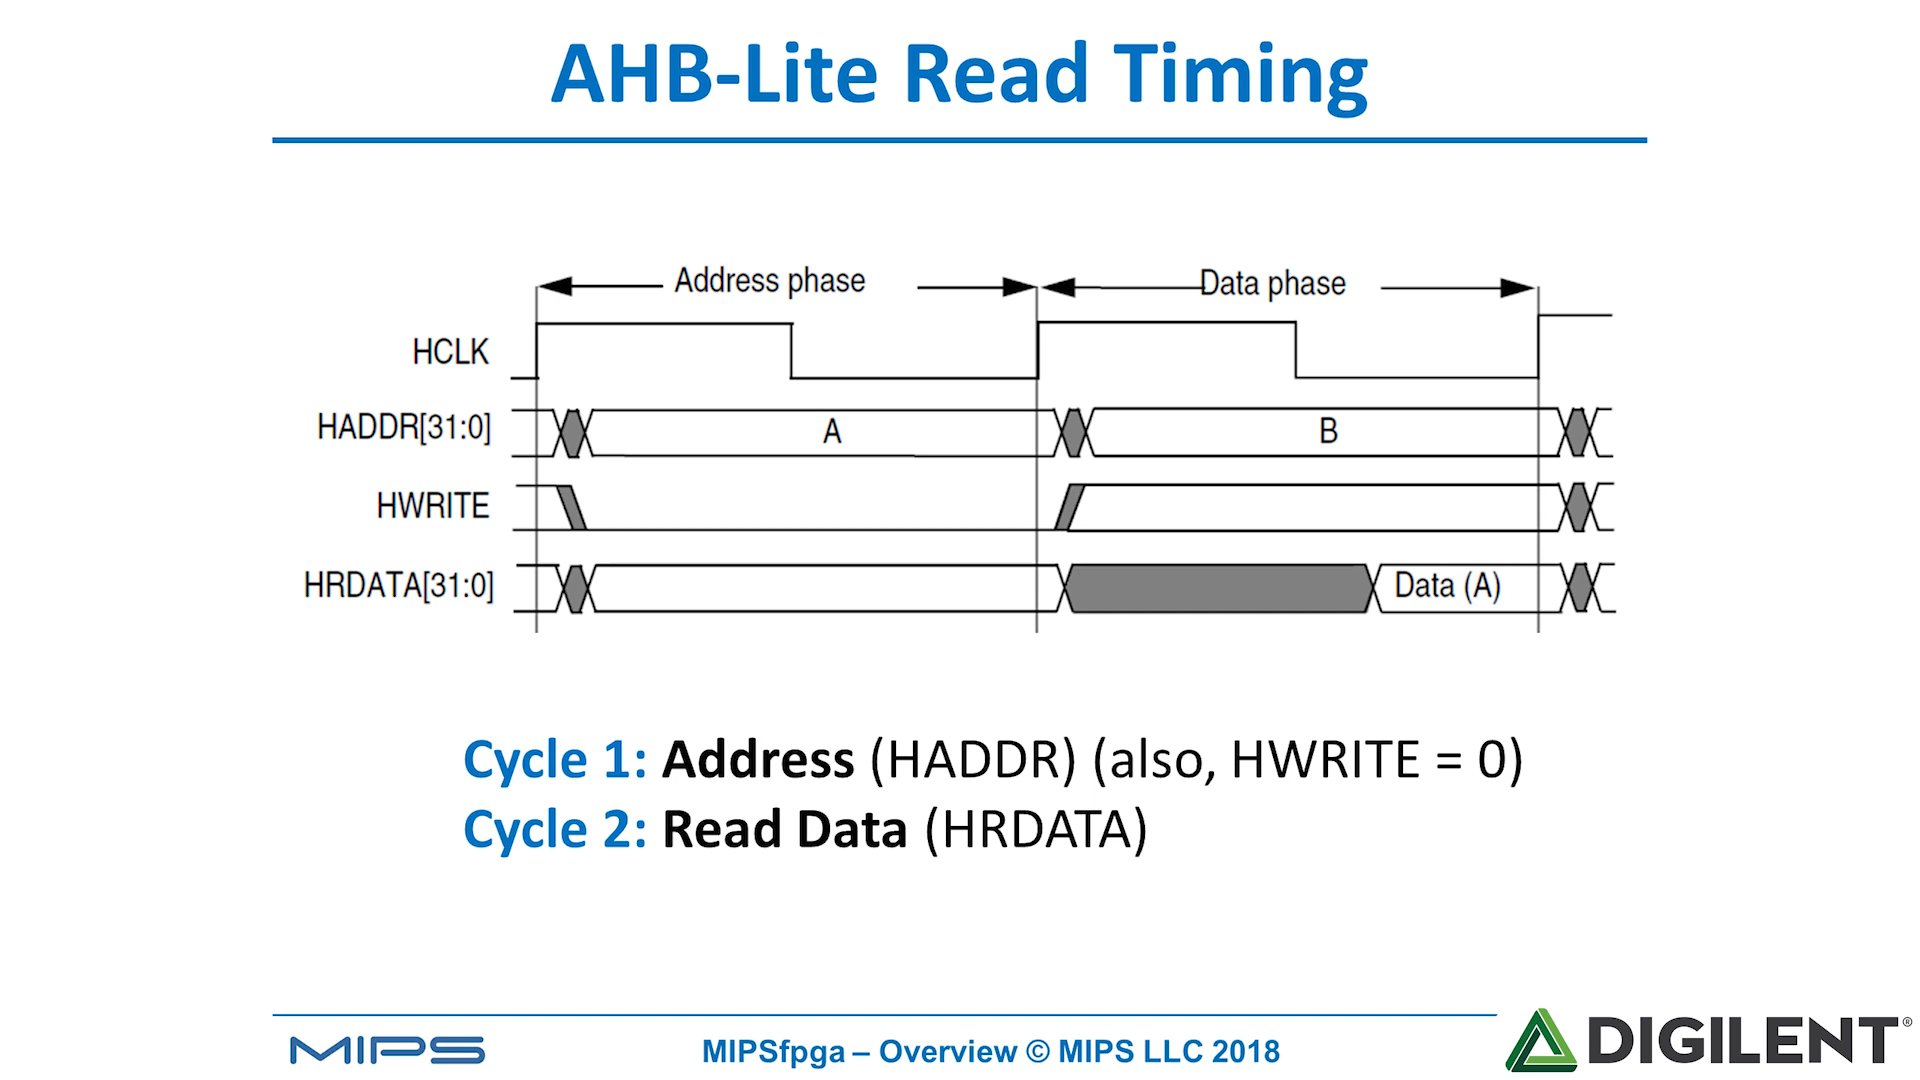 AHB-Lite Read Timing
Address phase
Data phase
HCLK
HADDR[31:0]
A
B
HWRITE
HRDATA[31:0]
Data (A)
Cycle 1: Address (HADDR) (also, HWRITE = 0)
Cycle 2: Read Data (HRDATA)
MIPS
MIPSfpga – Overview © MIPS LLC 2018
DIGILENT®